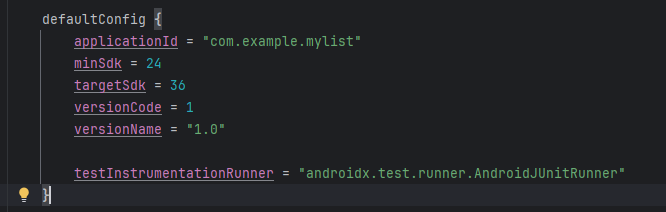 defaultConfig {
applicationId = "com.example.mylist"
minSdk = 24
targetSdk = 36
versionCode = 1
versionName = "1.0"
testInstrumentationRunner = "androidx.test.runner.AndroidJUnitRunner"
}